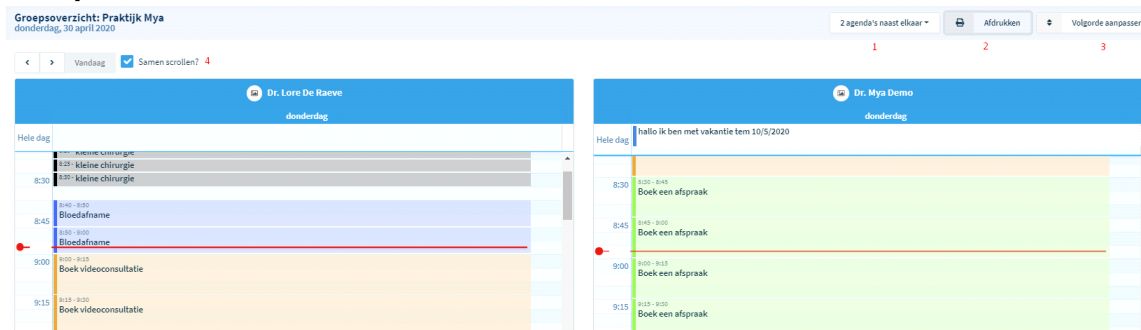 Groepsoverzicht: Praktijk Mya
donderdag, 30 april 2020
2 agenda's naast elkaar
Afdrukken
Volgorde aanpassen
1
2
3
Vandaag
Samen scrollen? 4
Dr. Lore De Raeve
donderdag
Hele dag
kleine chirurgie
8:25 - kleine chirurgie
8:30
8:30 - kleine chirurgie
8:40 - 8:50
Bloedafname
8:45
8:50 - 9:00
Bloedafname
9:00
9:00 - 9:15
Boek videoconsultatie
9:15
9:15 - 9:30
Boek videoconsultatie
Dr. Mya Demo
donderdag
Hele dag
hallo ik ben met vakantie tem 10/5/2020
8:30
8:30 - 8:45
Boek een afspraak
8:45
8:45 - 9:00
Boek een afspraak
9:00
9:00 - 9:15
Boek een afspraak
9:15
9:15 - 9:30
Boek een afspraak